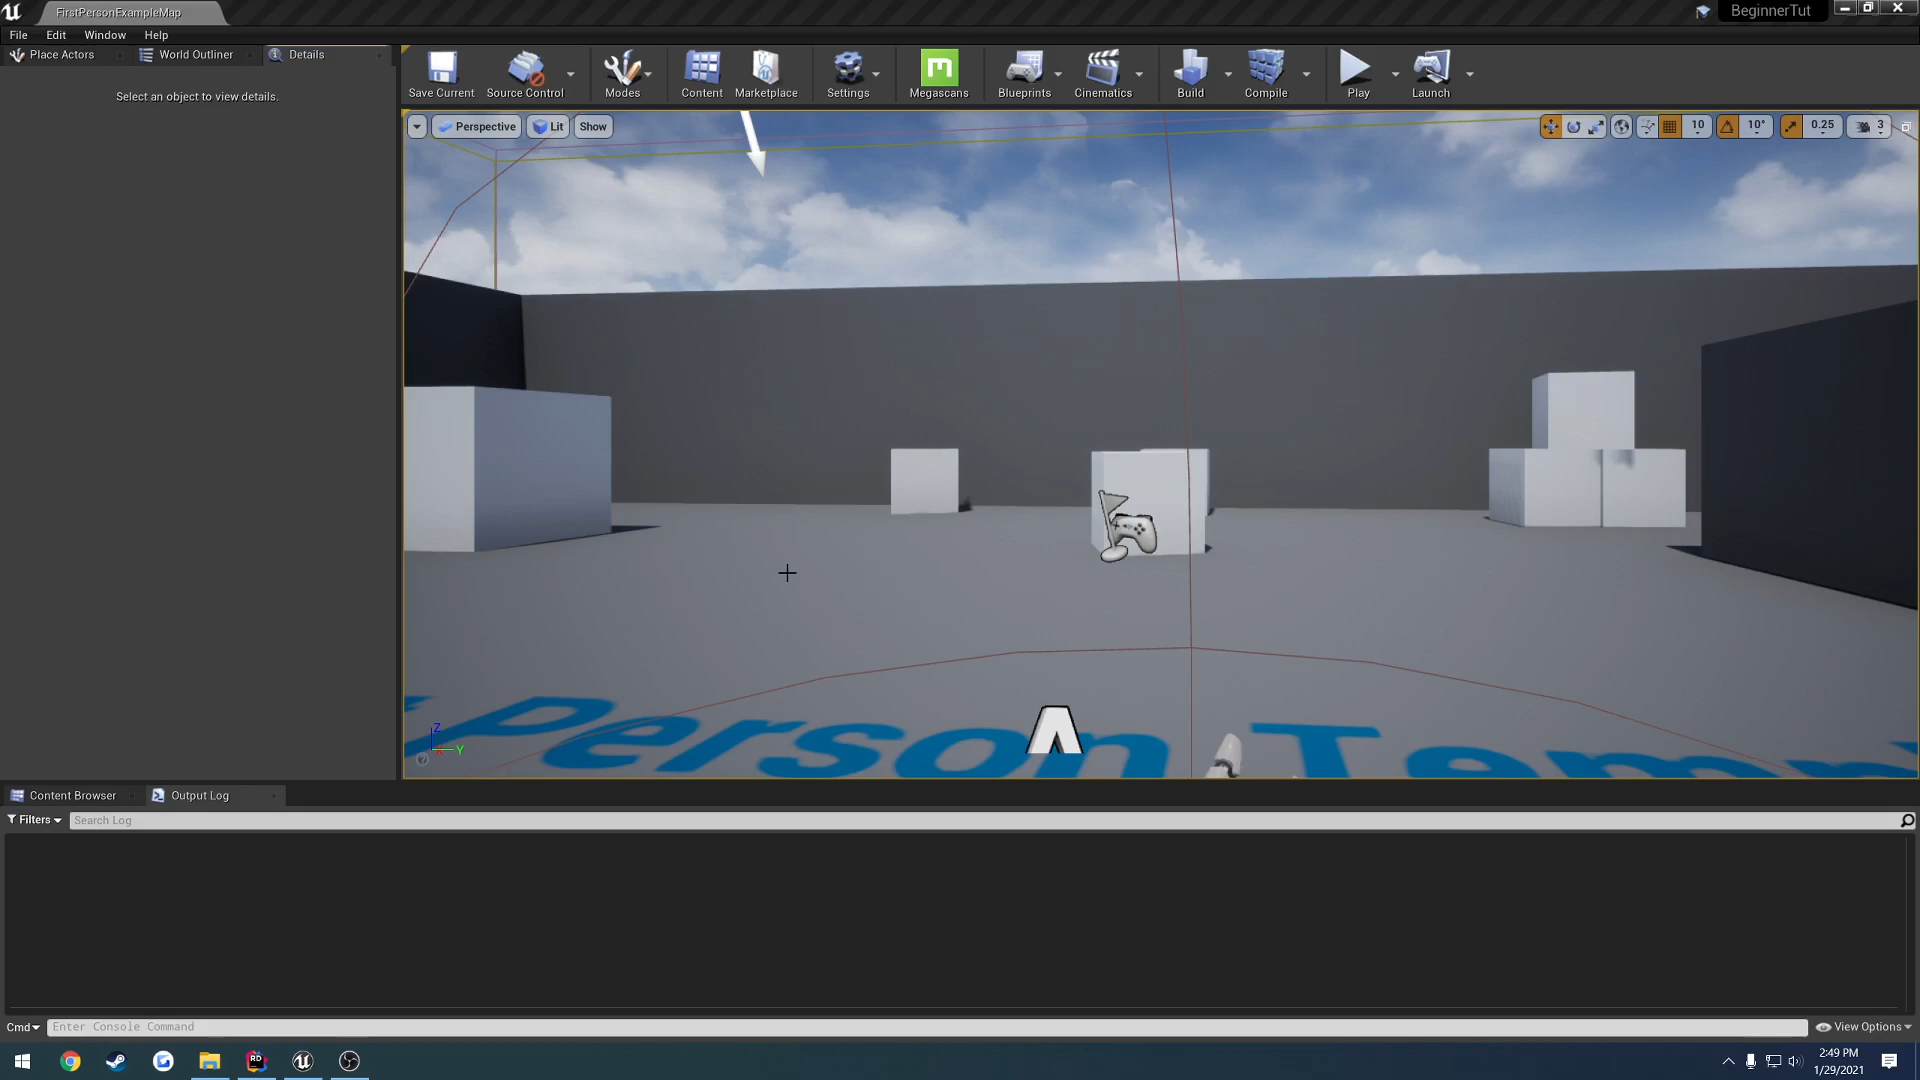 FirstPersonExampleMap
BeginnerTut
File Edit Window Help
Place Actors World Outliner Details
Select an object to view details.
Save Current Source Control Modes Content Marketplace Settings Megascans Blueprints Cinematics Build Compile Play Launch
Perspective Lit Show
10 10° 0.25 3
Person Temp
Z
Y
Content Browser Output Log
Filters Search Log
Cmd Enter Console Command View Options
2:49 PM
1/29/2021